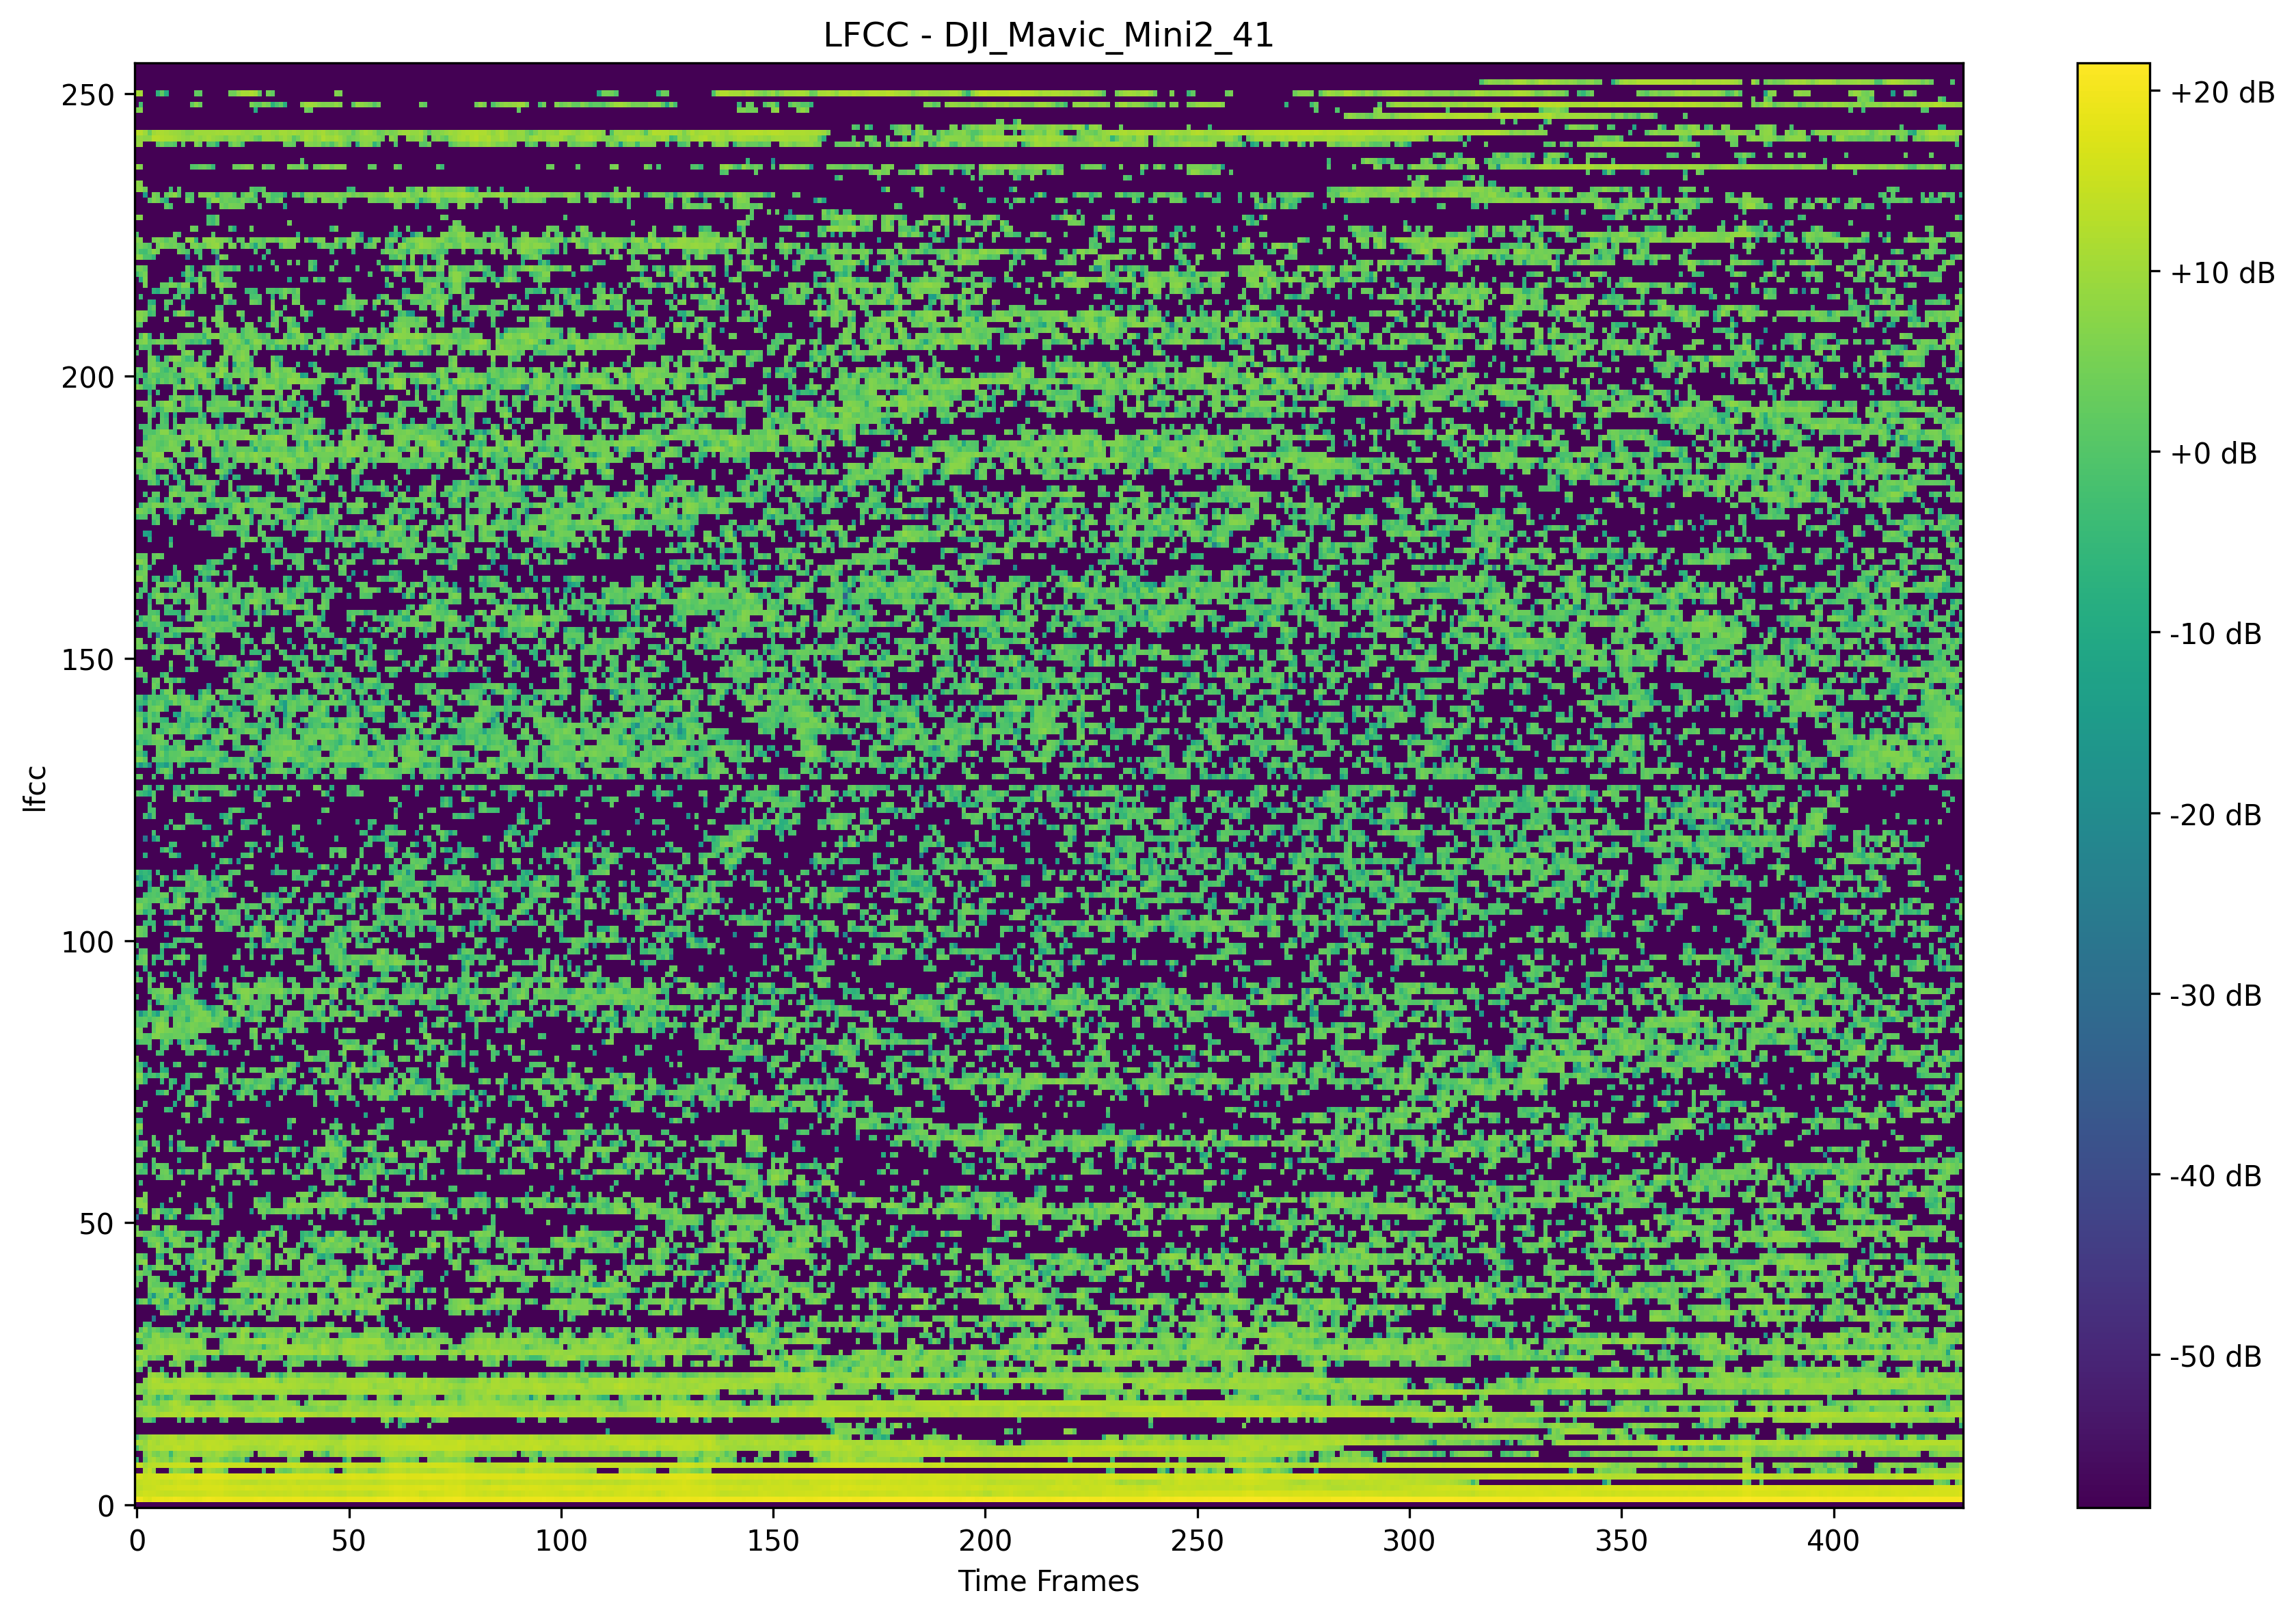 LFCC - DJI_Mavic_Mini2_41
250
200
150
100
50
0
lfcc
0 50 100 150 200 250 300 350 400
Time Frames
+20 dB
+10 dB
+0 dB
-10 dB
-20 dB
-30 dB
-40 dB
-50 dB